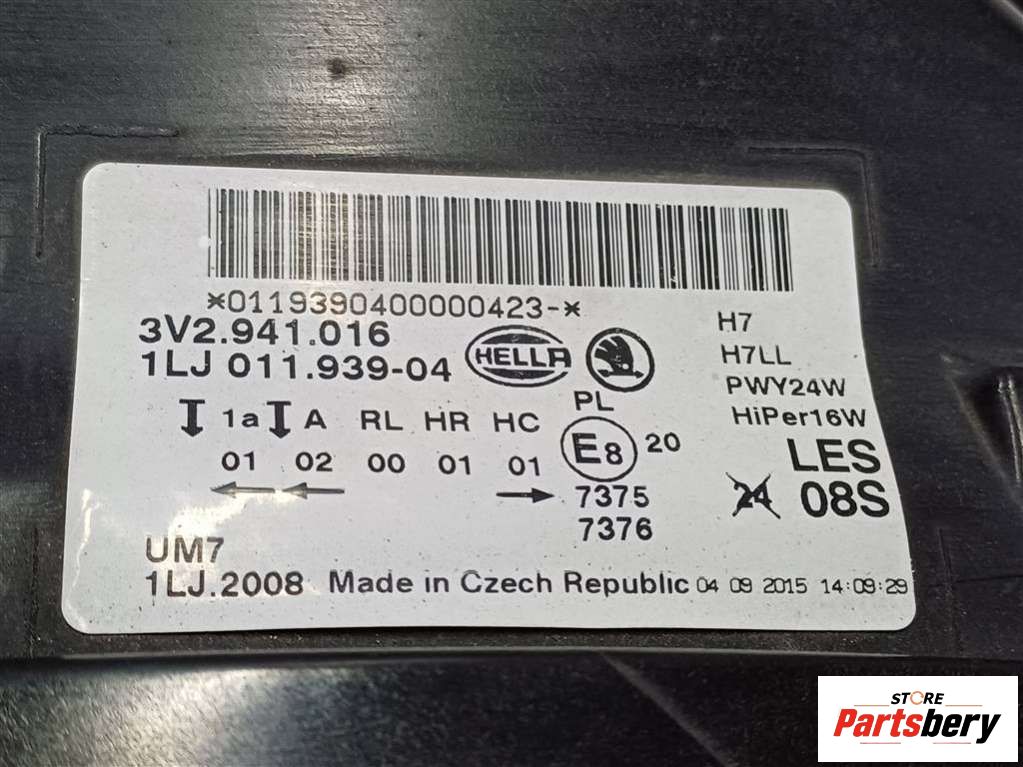 *0119390400000423-*
3V2.941.016
1LJ 011.939-04
HELLA
H7
H7LL
PWY24W
HiPer16W
PL
1a A RL HR HC
01 02 00 01 01
E8 20
LES
24 08S
7375
7376
UM7
1LJ.2008 Made in Czech Republic 04 09 2015 14:09:29
STORE
Partsbery